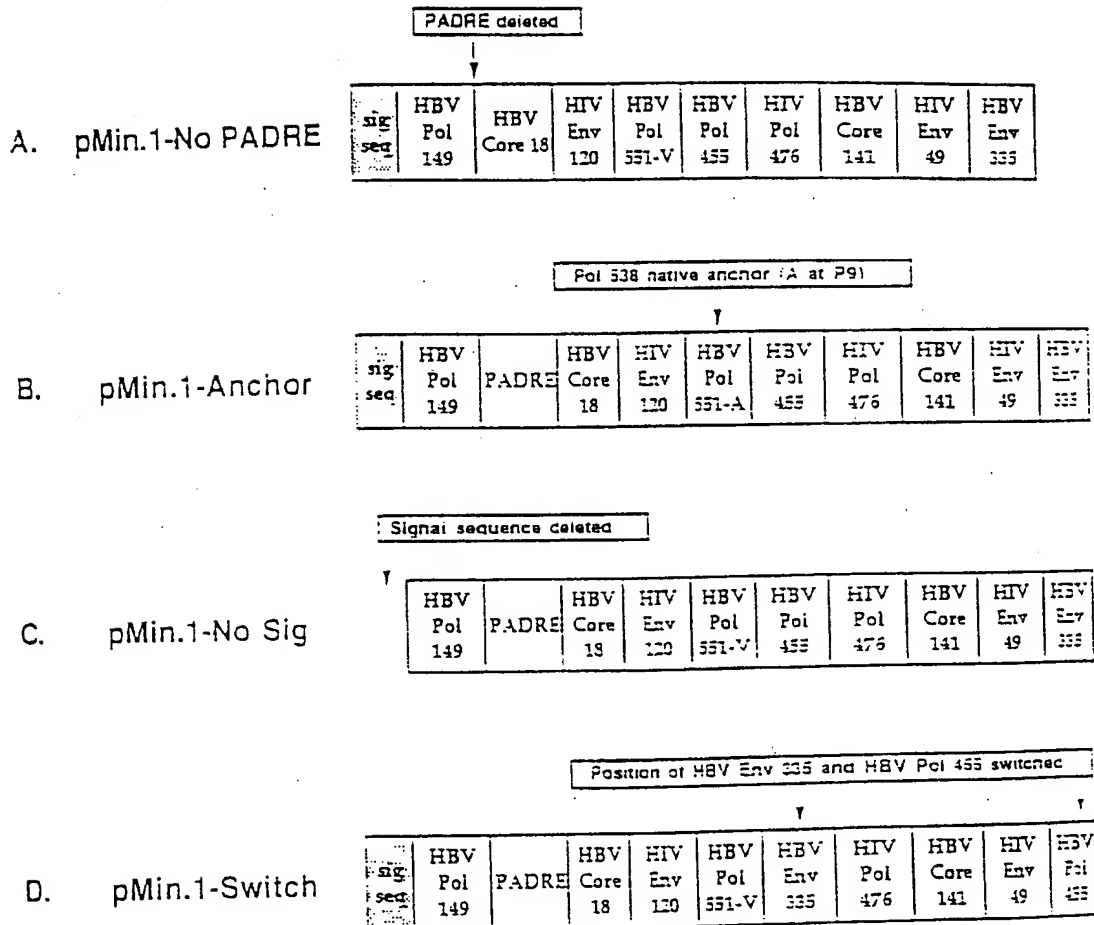 PADRE deleted
A. pMin.1-No PADRE
sig seq
HBV Pol 149
HBV Core 18
HIV Env 120
HBV Pol 551-V
HBV Pol 455
HIV Pol 476
HBV Core 141
HIV Env 49
HBV Env 335
Pol 538 native anchor (A at P9)
B. pMin.1-Anchor
sig seq
HBV Pol 149
PADRE
HBV Core 18
HIV Env 120
HBV Pol 551-A
HBV Pol 455
HIV Pol 476
HBV Core 141
HIV Env 49
HBV Env 335
Signal sequence deleted
C. pMin.1-No Sig
HBV Pol 149
PADRE
HBV Core 18
HIV Env 120
HBV Pol 551-V
HBV Pol 455
HIV Pol 476
HBV Core 141
HIV Env 49
HBV Env 335
Position of HBV Env 335 and HBV Pol 455 switched
D. pMin.1-Switch
sig seq
HBV Pol 149
PADRE
HBV Core 18
HIV Env 120
HBV Pol 551-V
HBV Env 335
HIV Pol 476
HBV Core 141
HIV Env 49
HBV Pol 455